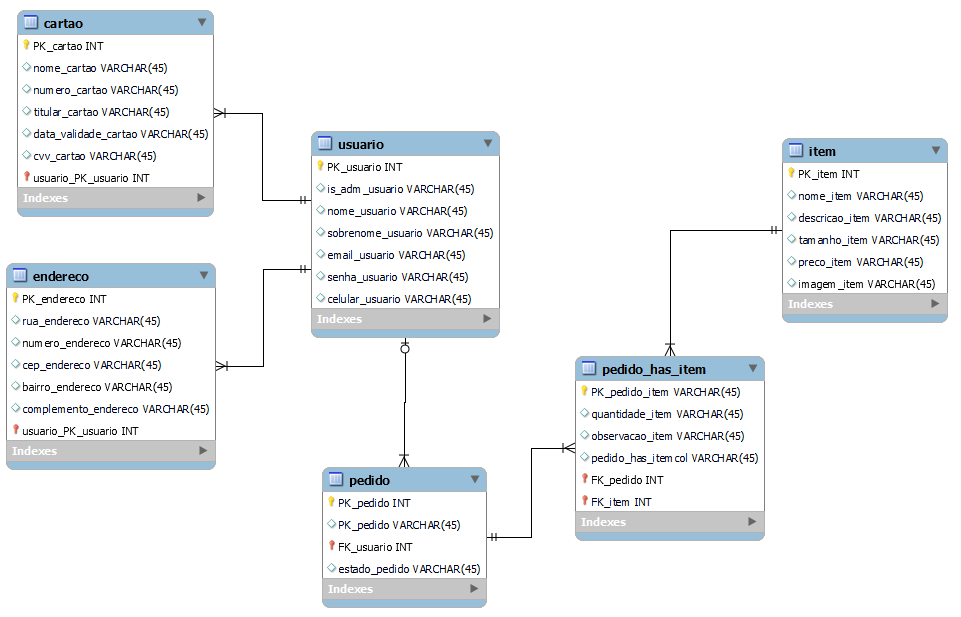 cartao
PK_cartao INT
nome_cartao VARCHAR(45)
numero_cartao VARCHAR(45)
titular_cartao VARCHAR(45)
data_validade_cartao VARCHAR(45)
cvv_cartao VARCHAR(45)
usuario_PK_usuario INT
Indexes
endereco
PK_endereco INT
rua_endereco VARCHAR(45)
numero_endereco VARCHAR(45)
cep_endereco VARCHAR(45)
bairro_endereco VARCHAR(45)
complemento_endereco VARCHAR(45)
usuario_PK_usuario INT
Indexes
usuario
PK_usuario INT
is_adm_usuario VARCHAR(45)
nome_usuario VARCHAR(45)
sobrenome_usuario VARCHAR(45)
email_usuario VARCHAR(45)
senha_usuario VARCHAR(45)
celular_usuario VARCHAR(45)
Indexes
pedido
PK_pedido INT
PK_pedido VARCHAR(45)
FK_usuario INT
estado_pedido VARCHAR(45)
Indexes
item
PK_item INT
nome_item VARCHAR(45)
descricao_item VARCHAR(45)
tamanho_item VARCHAR(45)
preco_item VARCHAR(45)
imagem_item VARCHAR(45)
Indexes
pedido_has_item
PK_pedido_item VARCHAR(45)
quantidade_item VARCHAR(45)
observacao_item VARCHAR(45)
pedido_has_itemcol VARCHAR(45)
FK_pedido INT
FK_item INT
Indexes